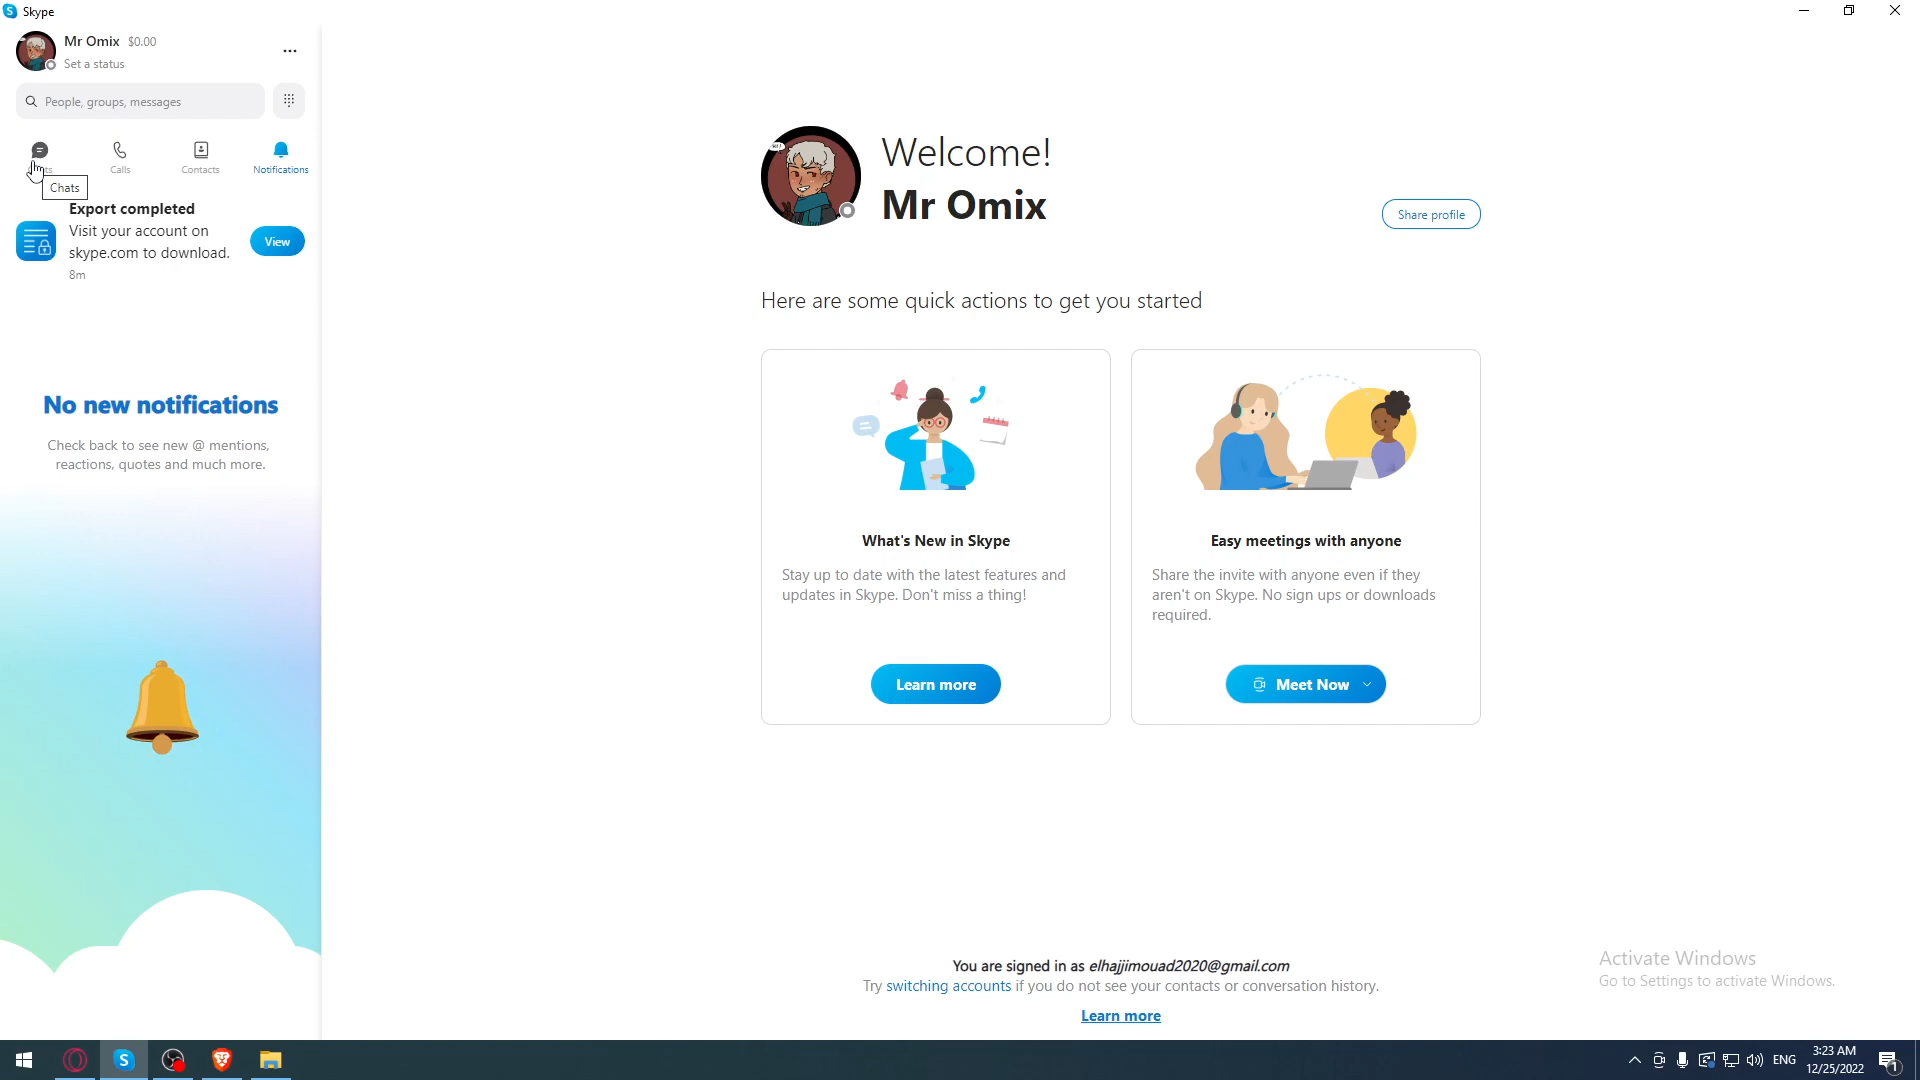 Skype
Mr Omix $0.00
Set a status
People, groups, messages
Calls
Contacts
Notifications
Chats
Export completed
Visit your account on
skype.com to download.
8m
View
No new notifications
Check back to see new @ mentions,
reactions, quotes and much more.
Welcome!
Mr Omix
Share profile
Here are some quick actions to get you started
What's New in Skype
Stay up to date with the latest features and
updates in Skype. Don't miss a thing!
Learn more
Easy meetings with anyone
Share the invite with anyone even if they
aren't on Skype. No sign ups or downloads
required.
Meet Now
You are signed in as elhajjimouad2020@gmail.com
Try switching accounts if you do not see your contacts or conversation history.
Learn more
Activate Windows
Go to Settings to activate Windows.
ENG
3:23 AM
12/25/2022
1